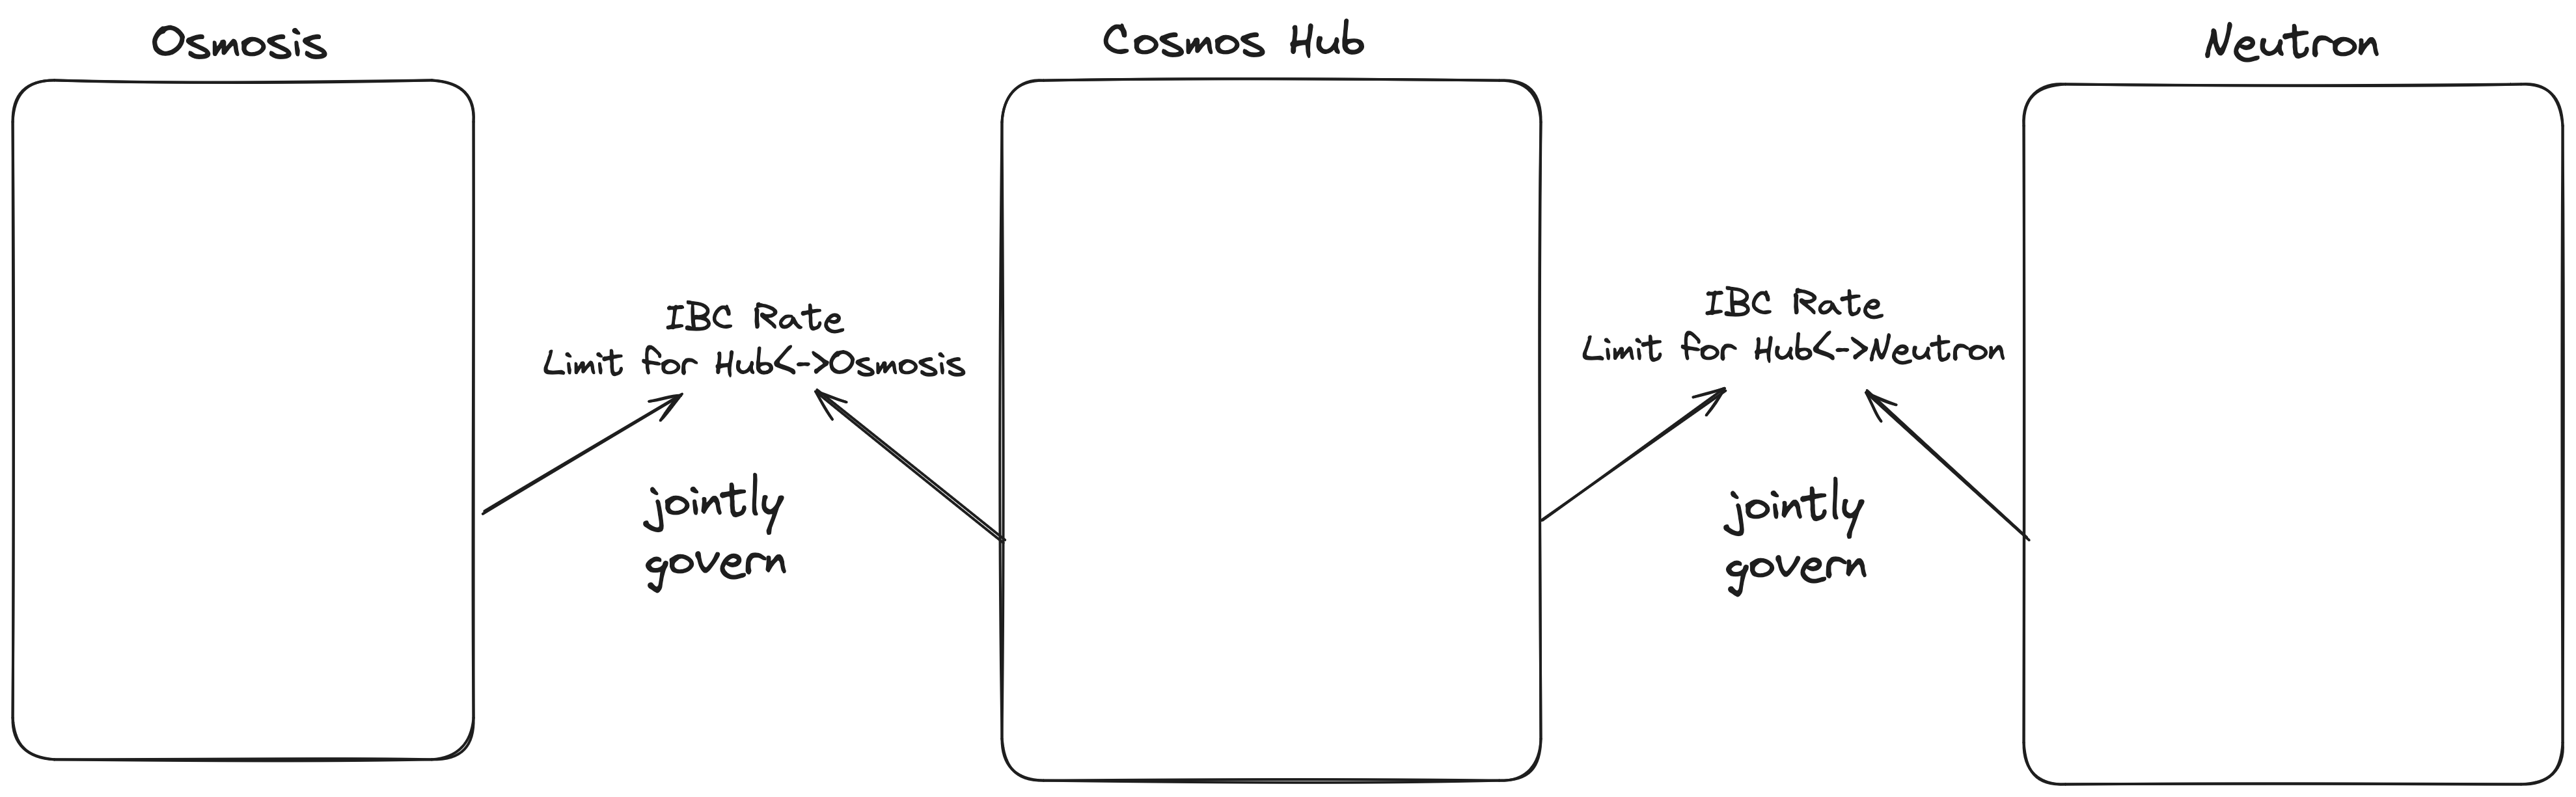 Osmosis
Cosmos Hub
Neutron
IBC Rate
Limit for Hub<->Osmosis
jointly
govern
IBC Rate
Limit for Hub<->Neutron
jointly
govern